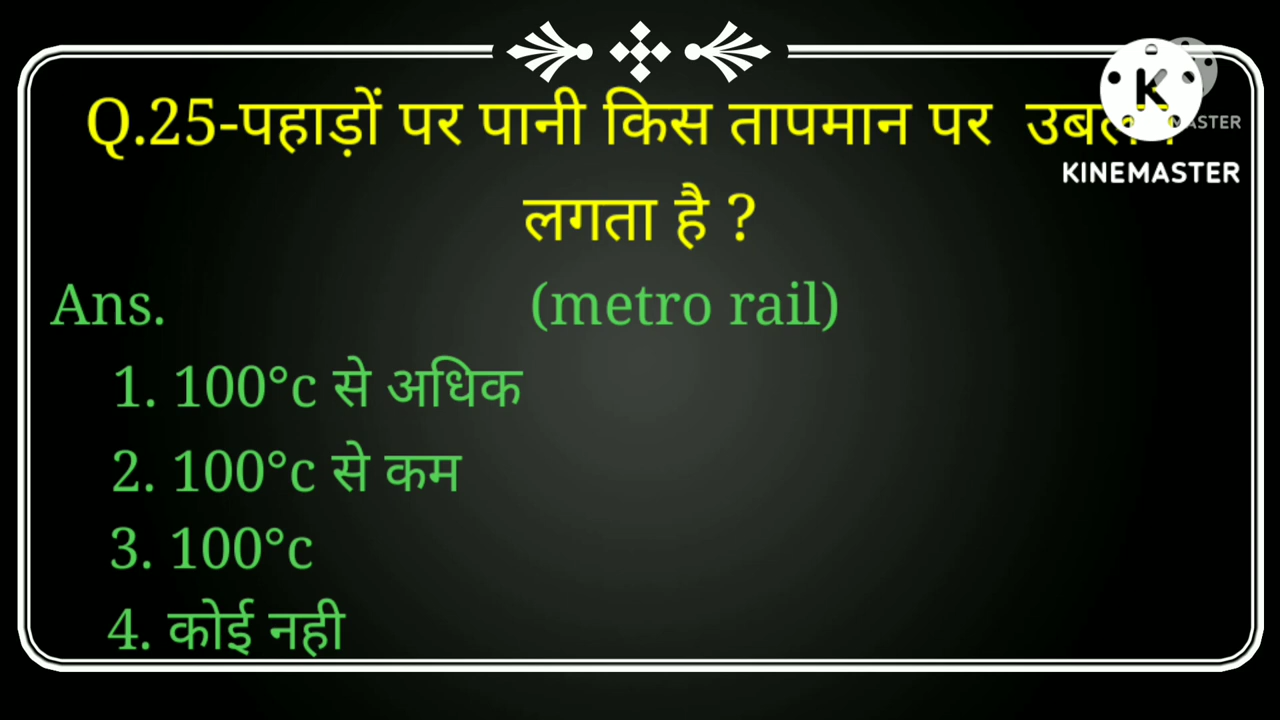 Q.25-पहाड़ों पर पानी किस तापमान पर
लगता है ?
Ans. (metro rail)
1. 100°c से अधिक
2. 100°c से कम
3. 100°c
4. कोई नही
K
KINEMASTER